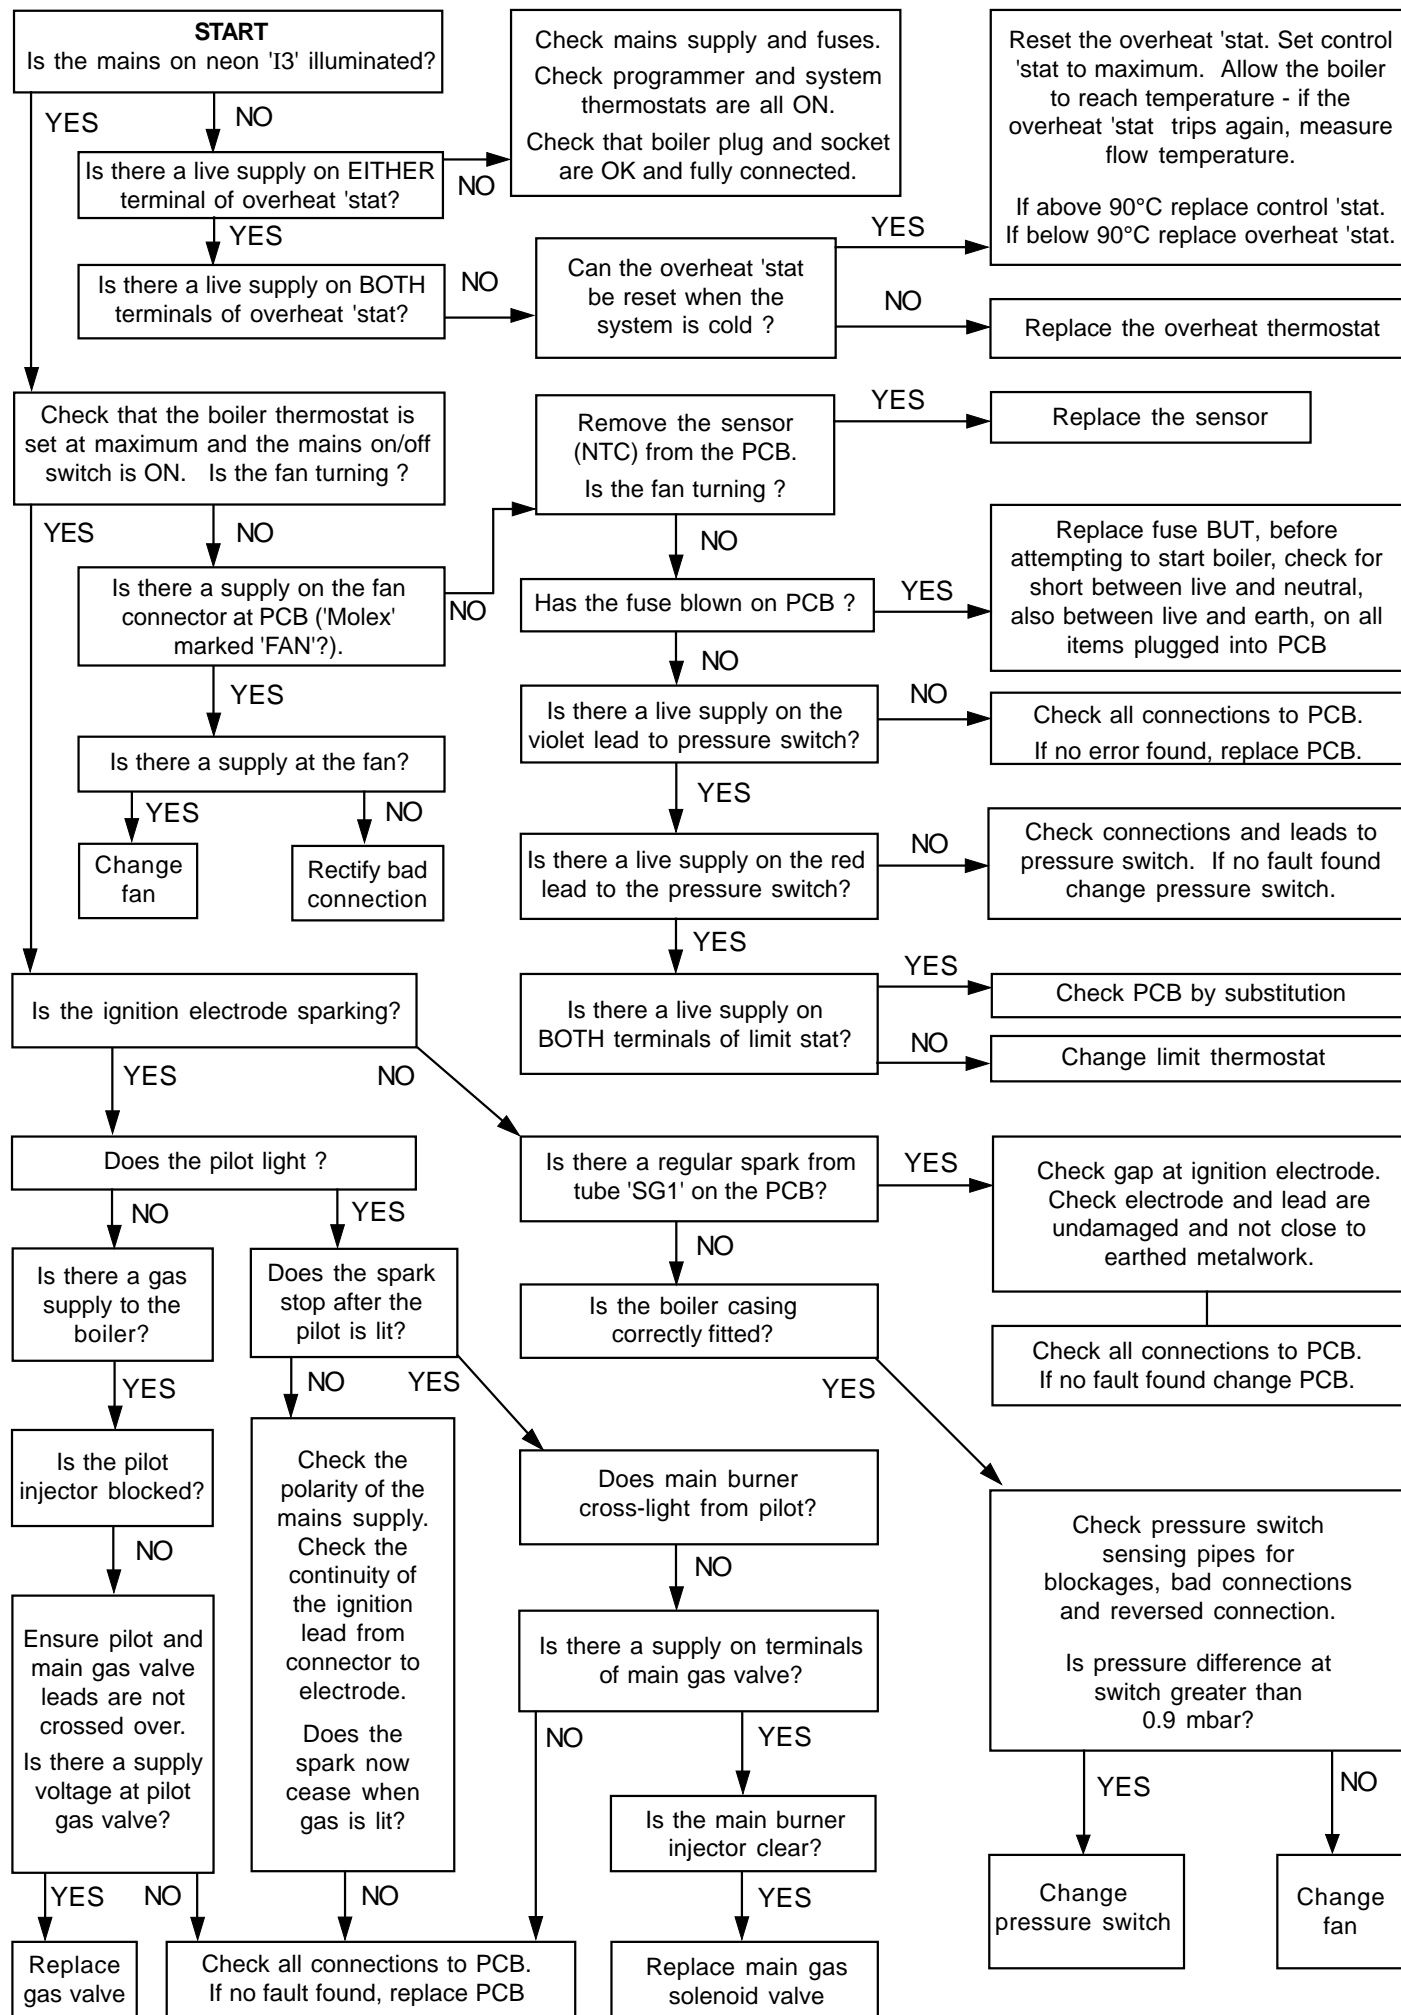 START
Is the mains on neon 'I3' illuminated?
YES
NO
Is there a live supply on EITHER
terminal of overheat 'stat?
NO
Check mains supply and fuses.
Check programmer and system
thermostats are all ON.
Check that boiler plug and socket
are OK and fully connected.
YES
Is there a live supply on BOTH
terminals of overheat 'stat?
NO
Can the overheat 'stat
be reset when the
system is cold ?
YES
Reset the overheat 'stat. Set control
'stat to maximum. Allow the boiler
to reach temperature - if the
overheat 'stat trips again, measure
flow temperature.
If above 90°C replace control 'stat.
If below 90°C replace overheat 'stat.
NO
Replace the overheat thermostat
Check that the boiler thermostat is
set at maximum and the mains on/off
switch is ON. Is the fan turning ?
YES
NO
Is there a supply on the fan
connector at PCB ('Molex'
marked 'FAN'?).
NO
Remove the sensor
(NTC) from the PCB.
Is the fan turning ?
YES
Replace the sensor
NO
Has the fuse blown on PCB ?
YES
Replace fuse BUT, before
attempting to start boiler, check for
short between live and neutral,
also between live and earth, on all
items plugged into PCB
NO
Is there a live supply on the
violet lead to pressure switch?
NO
Check all connections to PCB.
If no error found, replace PCB.
YES
Is there a supply at the fan?
YES
NO
Change
fan
Rectify bad
connection
YES
Is there a live supply on the red
lead to the pressure switch?
NO
Check connections and leads to
pressure switch. If no fault found
change pressure switch.
YES
Is there a live supply on
BOTH terminals of limit stat?
YES
Check PCB by substitution
NO
Change limit thermostat
Is the ignition electrode sparking?
YES
NO
Does the pilot light ?
Is there a regular spark from
tube 'SG1' on the PCB?
YES
Check gap at ignition electrode.
Check electrode and lead are
undamaged and not close to
earthed metalwork.
Check all connections to PCB.
If no fault found change PCB.
NO
Is the boiler casing
correctly fitted?
YES
NO
YES
Is there a gas
supply to the
boiler?
Does the spark
stop after the
pilot is lit?
YES
NO
YES
Is the pilot
injector blocked?
NO
Check the
polarity of the
mains supply.
Check the
continuity of
the ignition
lead from
connector to
electrode.
Does the
spark now
cease when
gas is lit?
Does main burner
cross-light from pilot?
NO
Is there a supply on terminals
of main gas valve?
NO
YES
Is the main burner
injector clear?
YES
Check pressure switch
sensing pipes for
blockages, bad connections
and reversed connection.
Is pressure difference at
switch greater than
0.9 mbar?
YES
NO
Change
pressure switch
Change
fan
Ensure pilot and
main gas valve
leads are not
crossed over.
Is there a supply
voltage at pilot
gas valve?
YES
NO
NO
Replace
gas valve
Check all connections to PCB.
If no fault found, replace PCB
Replace main gas
solenoid valve